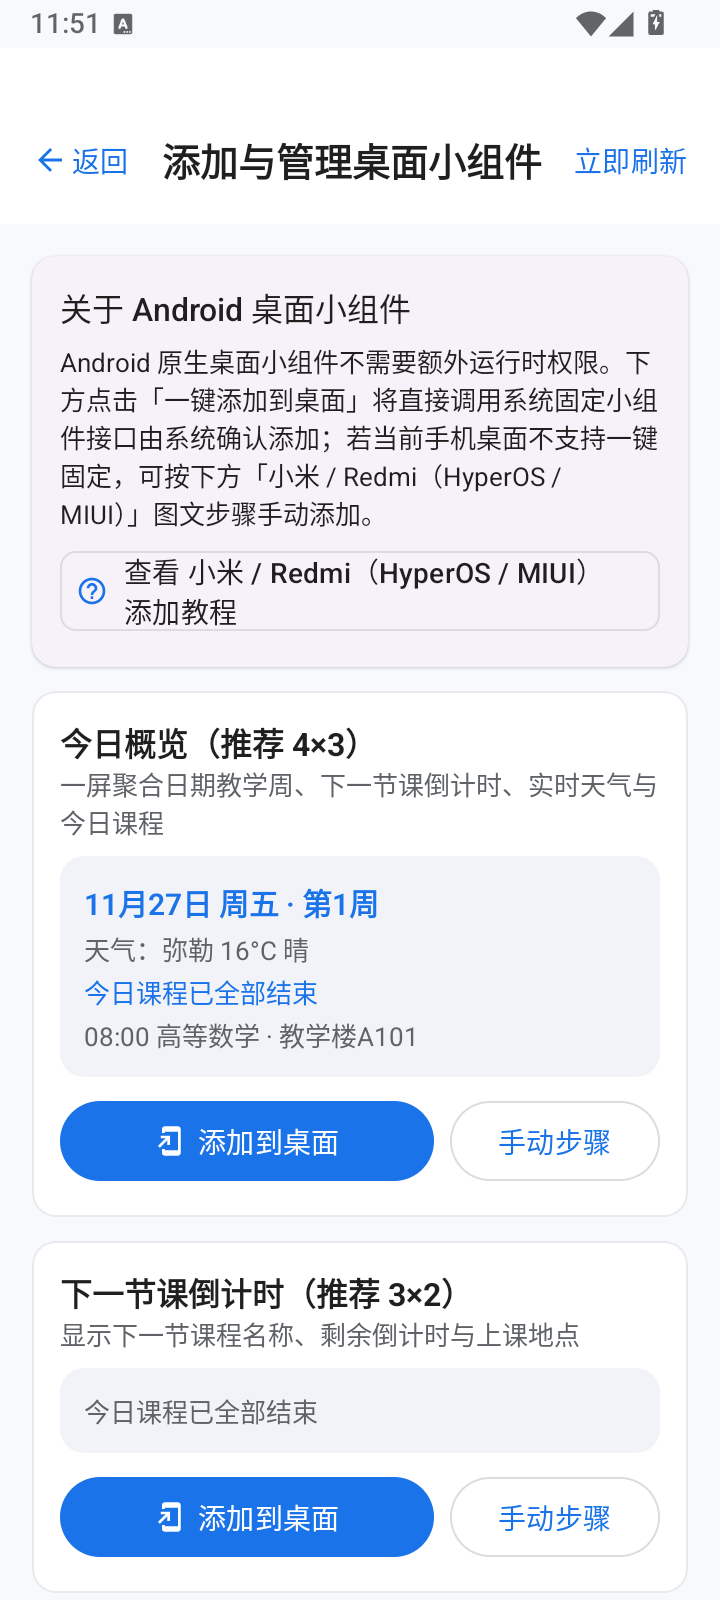 11:51
返回
添加与管理桌面小组件
立即刷新
关于 Android 桌面小组件
Android 原生桌面小组件不需要额外运行时权限。下
方点击「一键添加到桌面」将直接调用系统固定小组
件接口由系统确认添加；若当前手机桌面不支持一键
固定，可按下方「小米 / Redmi（HyperOS /
MIUI）」图文步骤手动添加。
查看 小米 / Redmi（HyperOS / MIUI）
添加教程
今日概览（推荐 4×3）
一屏聚合日期教学周、下一节课倒计时、实时天气与
今日课程
11月27日 周五 · 第1周
天气：弥勒 16°C 晴
今日课程已全部结束
08:00 高等数学 · 教学楼A101
添加到桌面
手动步骤
下一节课倒计时（推荐 3×2）
显示下一节课程名称、剩余倒计时与上课地点
今日课程已全部结束
添加到桌面
手动步骤